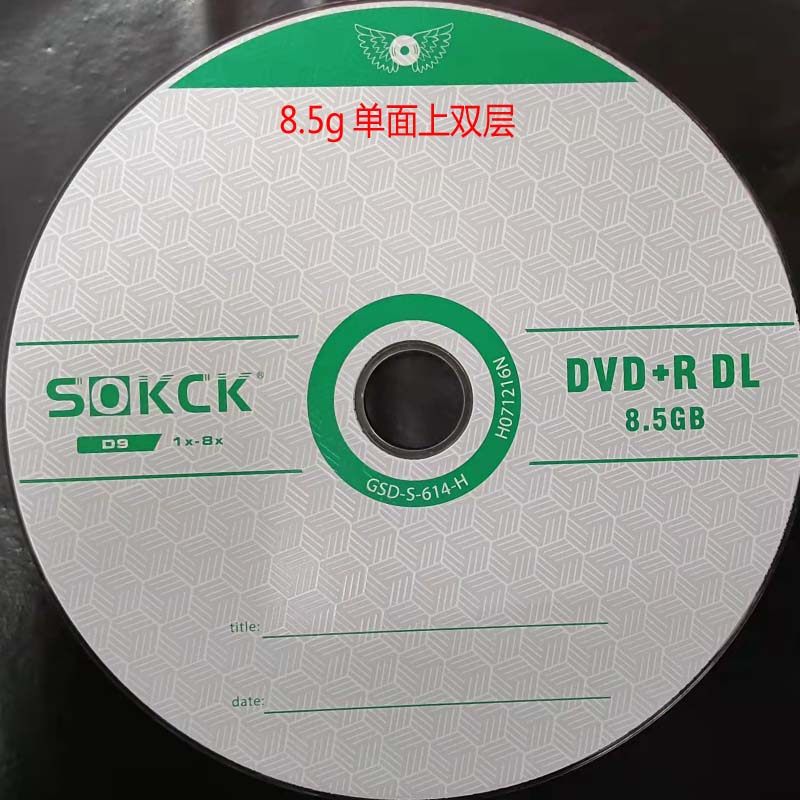 8.5g 单面上双层
SOKCK®
D9 1x-8x
DVD+R DL
8.5GB
H071216N
GSD-S-614-H
title:
date: